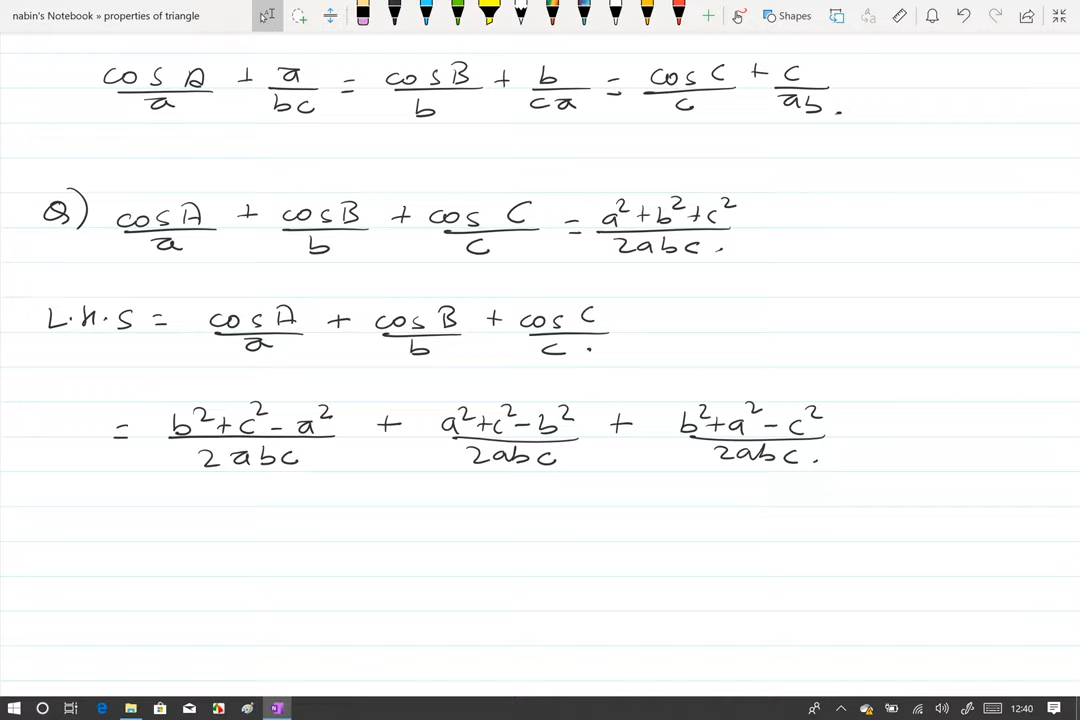 nabin's Notebook » properties of triangle
Shapes
cos A/a + a/bc = cos B/b + b/ca = cos C/c + c/ab.
Q) cos A/a + cos B/b + cos C/c = a²+b²+c²/2abc.
L.H.S = cos A/a + cos B/b + cos C/c.
= b²+c²-a²/2abc + a²+c²-b²/2abc + b²+a²-c²/2abc.
12:40